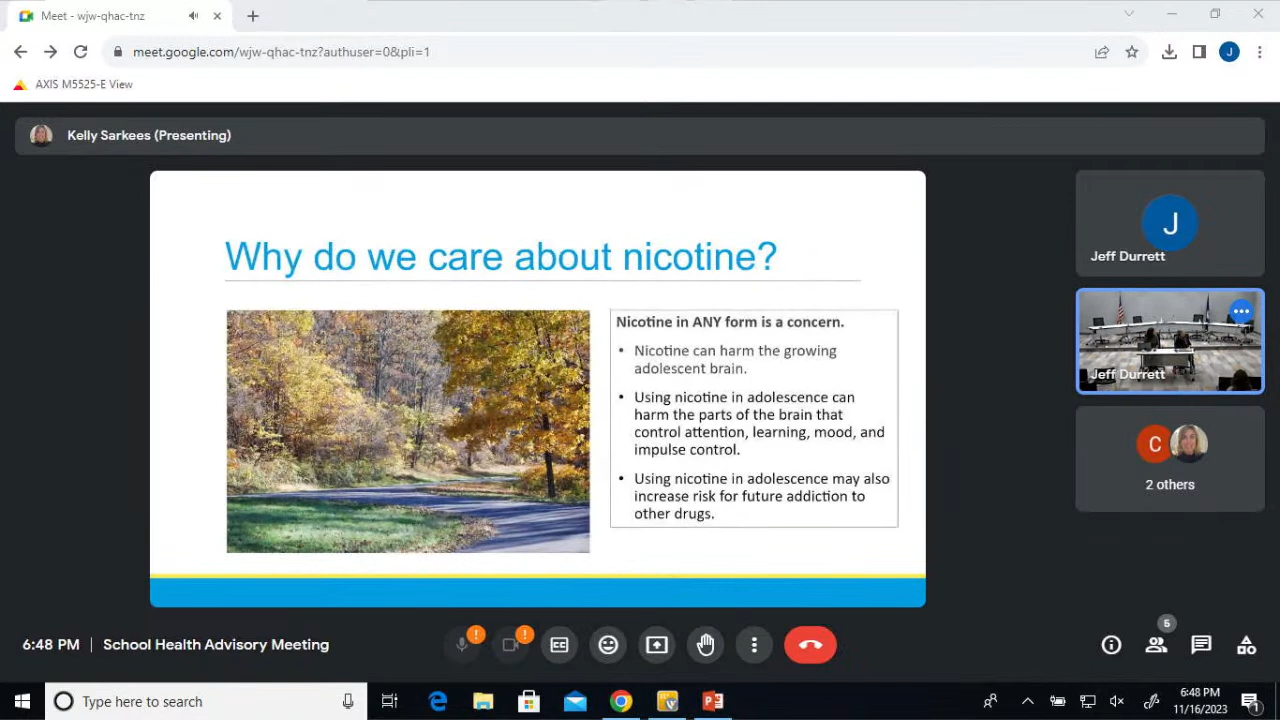 Meet - wjw-qhac-tnz
meet.google.com/wjw-qhac-tnz?authuser=0&pli=1
J
AXIS M5525-E View
Kelly Sarkees (Presenting)
Why do we care about nicotine?
Nicotine in ANY form is a concern.
• Nicotine can harm the growing
adolescent brain.
• Using nicotine in adolescence can
harm the parts of the brain that
control attention, learning, mood, and
impulse control.
• Using nicotine in adolescence may also
increase risk for future addiction to
other drugs.
J
Jeff Durrett
Jeff Durrett
C
2 others
6:48 PM | School Health Advisory Meeting
5
Type here to search
6:48 PM
11/16/2023
1